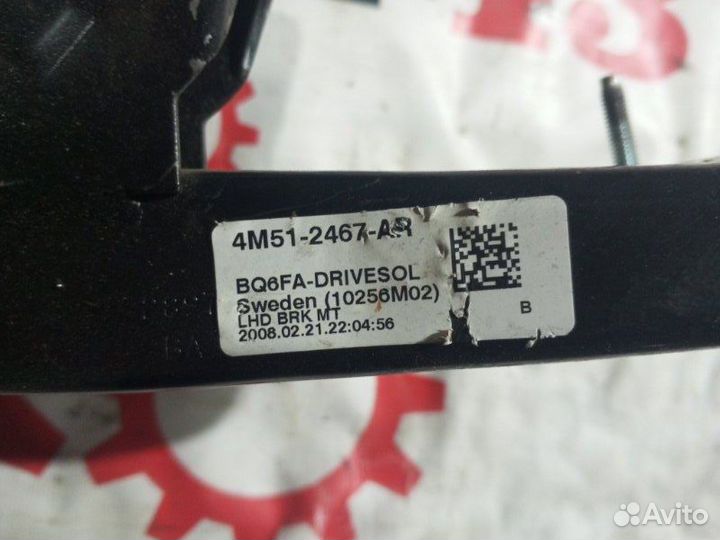 4M51-2467-AR
BQ6FA-DRIVESOL
Sweden (10256M02)
LHD BRK MT
2008.02.21.22:04:56
B
Avito